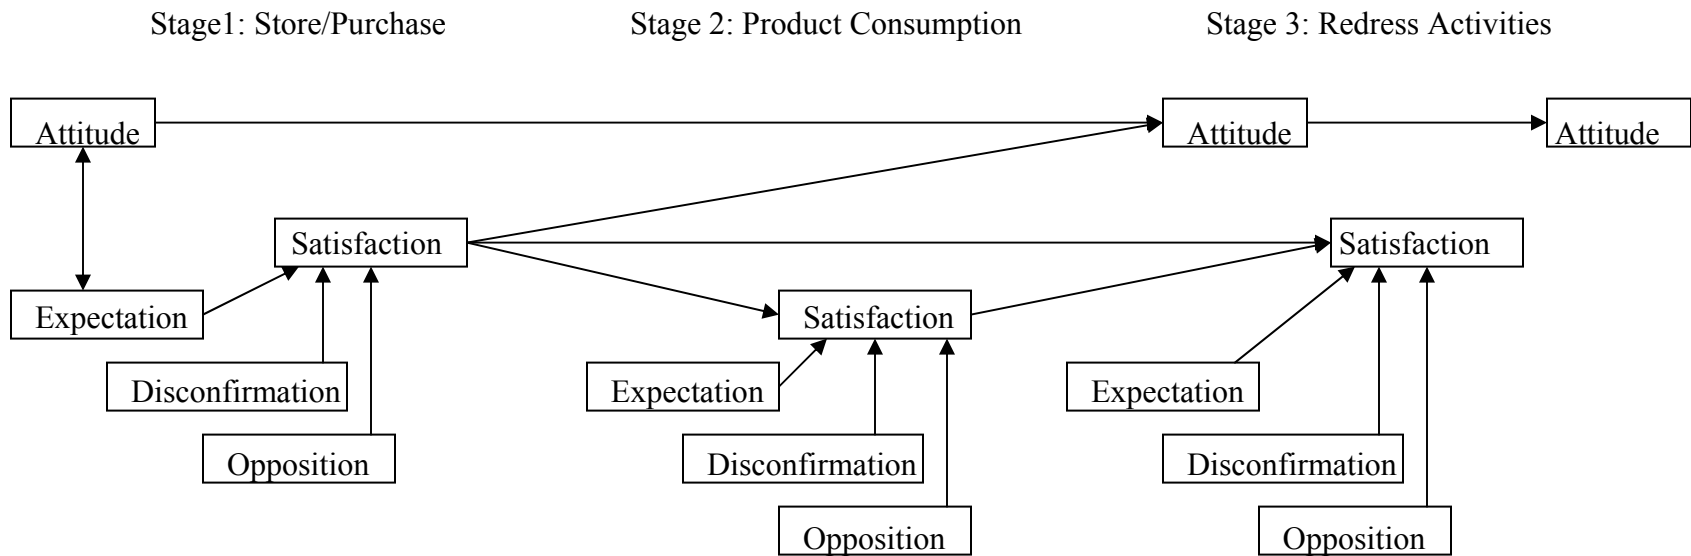 Stage1: Store/Purchase
Stage 2: Product Consumption
Stage 3: Redress Activities
Attitude
Attitude
Attitude
Satisfaction
Satisfaction
Expectation
Satisfaction
Disconfirmation
Expectation
Expectation
Opposition
Disconfirmation
Disconfirmation
Opposition
Opposition